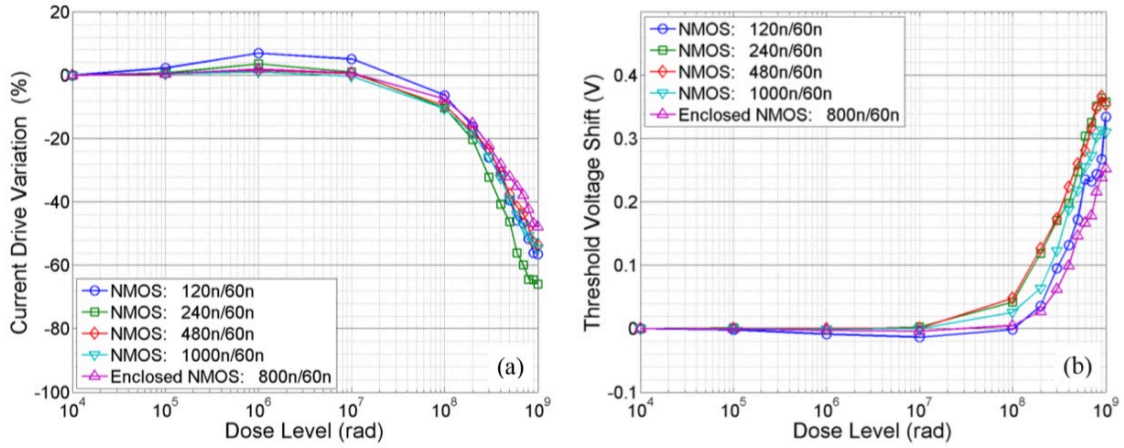 20
0
-20
-40
-60
-80
-100
Current Drive Variation (%)
NMOS: 120n/60n
NMOS: 240n/60n
NMOS: 480n/60n
NMOS: 1000n/60n
Enclosed NMOS: 800n/60n
(a)
10^4 10^5 10^6 10^7 10^8 10^9
Dose Level (rad)
NMOS: 120n/60n
NMOS: 240n/60n
NMOS: 480n/60n
NMOS: 1000n/60n
Enclosed NMOS: 800n/60n
0.4
0.3
0.2
0.1
0
-0.1
Threshold Voltage Shift (V)
(b)
10^4 10^5 10^6 10^7 10^8 10^9
Dose Level (rad)